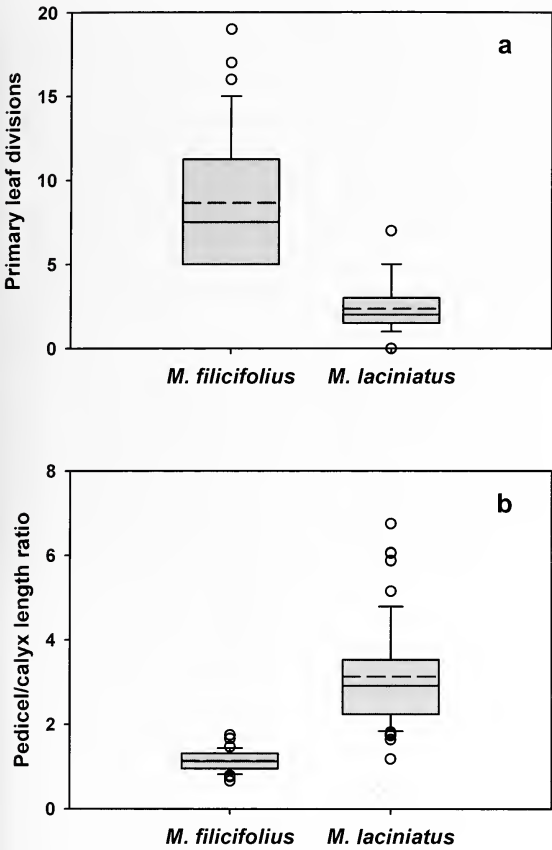 20
a
15
10
5
0
Primary leaf divisions
M. filicifolius M. laciniatus
8
b
6
4
2
0
Pedicel/calyx length ratio
M. filicifolius M. laciniatus